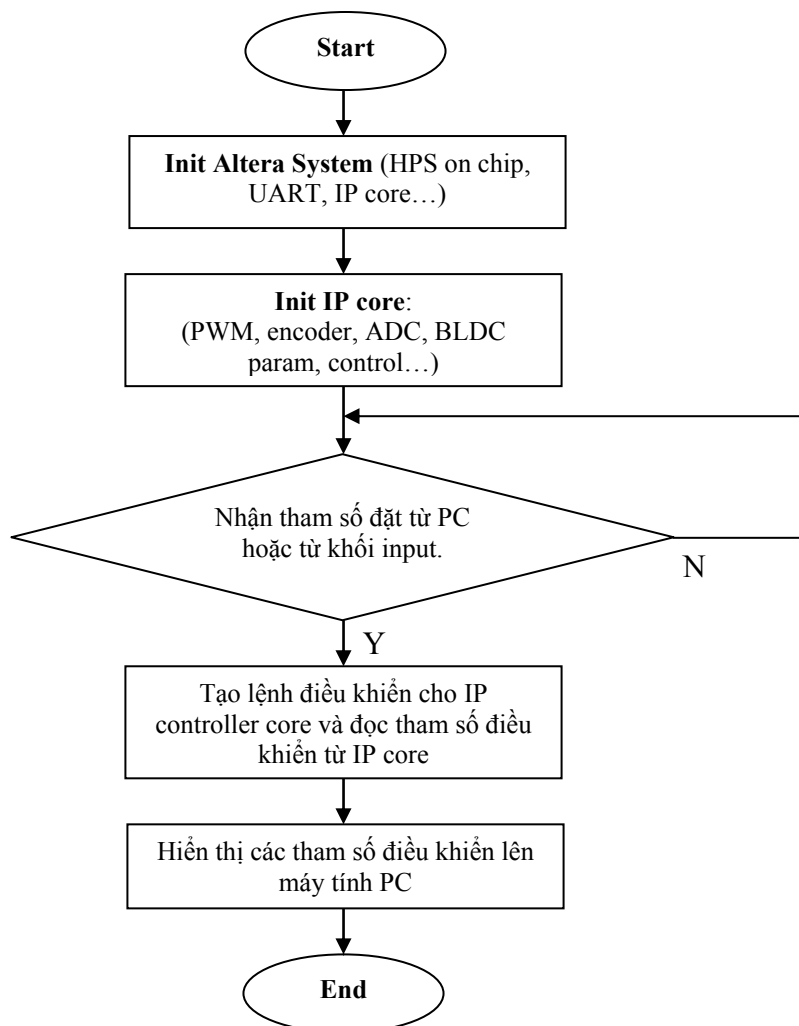 Start
Init Altera System (HPS on chip,
UART, IP core…)
Init IP core:
(PWM, encoder, ADC, BLDC
param, control…)
Nhận tham số đặt từ PC
hoặc từ khối input.
N
Y
Tạo lệnh điều khiển cho IP
controller core và đọc tham số điều
khiển từ IP core
Hiển thị các tham số điều khiển lên
máy tính PC
End